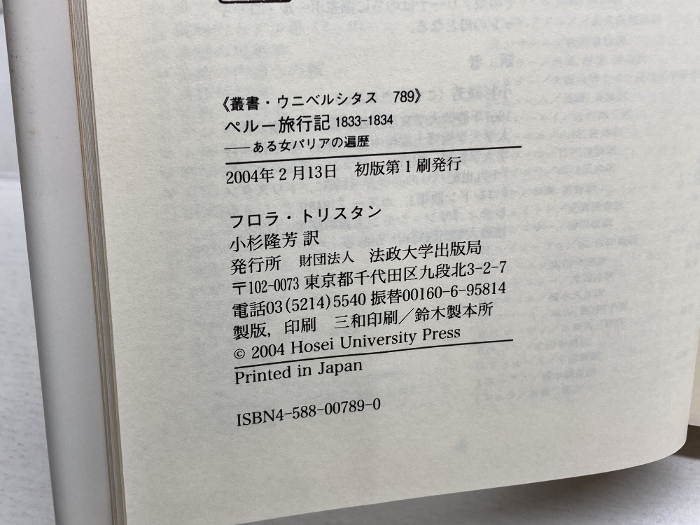 《叢書・ウニベルシタス 789》
ペルー旅行記 1833-1834
——ある女パリアの遍歴
2004年2月13日 初版第1刷発行
フロラ・トリスタン
小杉隆芳 訳
発行所 財団法人 法政大学出版局
〒102-0073 東京都千代田区九段北3-2-7
電話03(5214)5540 振替00160-6-95814
製版，印刷 三和印刷／鈴木製本所
© 2004 Hosei University Press
Printed in Japan
ISBN4-588-00789-0